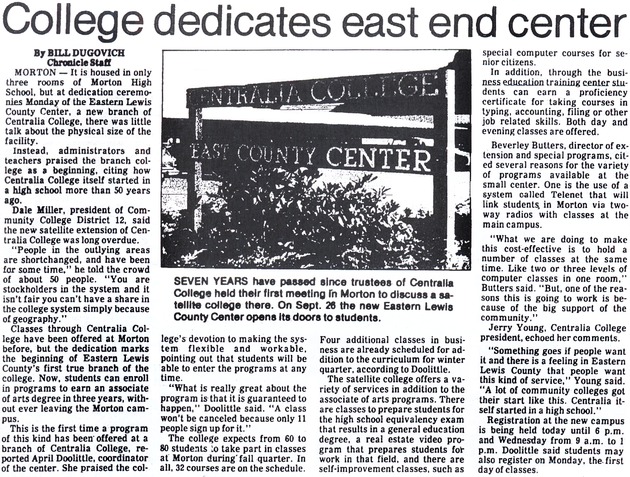 College dedicates east end center
By BILL DUGOVICH
Chronicle Staff
MORTON — It is housed in only
three rooms of Morton High
School, but at dedication ceremo-
nies Monday of the Eastern Lewis
County Center, a new branch of
Centralia College, there was little
talk about the physical size of the
facility.
Instead, administrators and
teachers praised the branch col-
lege as a beginning, citing how
Centralia College itself started in
a high school more than 50 years
ago.
Dale Miller, president of Com-
munity College District 12, said
the new satellite extension of Cen-
tralia College was long overdue.
"People in the outlying areas
are shortchanged, and have been
for some time," he told the crowd
of about 50 people. "You are
stockholders in the system and it
isn't fair you can't have a share in
the college system simply because
of geography."
Classes through Centralia Col-
lege have been offered at Morton
before, but the dedication marks
the beginning of Eastern Lewis
County's first true branch of the
college. Now, students can enroll
in programs to earn an associate
of arts degree in three years, with-
out ever leaving the Morton cam-
pus.
This is the first time a program
of this kind has been offered at a
branch of Centralia College, re-
ported April Doolittle, coordinator
of the center. She praised the col-
CENTRALIA COLLEGE
EAST COUNTY CENTER
SEVEN YEARS have passed since trustees of Centralia
College held their first meeting in Morton to discuss a sa-
tellite college there. On Sept. 26 the new Eastern Lewis
County Center opens its doors to students.
lege's devotion to making the sys-
tem flexible and workable,
pointing out that students will be
able to enter the programs at any
time.
"What is really great about the
program is that it is guaranteed to
happen," Doolittle said. "A class
won't be canceled because only 11
people sign up for it."
The college expects from 60 to
80 students to take part in classes
at Morton during fall quarter. In
all, 32 courses are on the schedule.
Four additional classes in busi-
ness are already scheduled for ad-
dition to the curriculum for winter
quarter, according to Doolittle.
The satellite college offers a va-
riety of services in addition to the
associate of arts programs. There
are classes to prepare students for
the high school equivalency exam
that results in a general education
degree, a real estate video pro-
gram that prepares students for
work in that field, and there are
self-improvement classes, such as
special computer courses for se-
nior citizens.
In addition, through the busi-
ness education training center stu-
dents can earn a proficiency
certificate for taking courses in
typing, accounting, filing or other
job related skills. Both day and
evening classes are offered.
Beverley Butters, director of ex-
tension and special programs, cit-
ed several reasons for the variety
of programs available at the
small center. One is the use of a
system called Telenet that will
link students in Morton via two-
way radios with classes at the
main campus.
"What we are doing to make
this cost-effective is to hold a
number of classes at the same
time. Like two or three levels of
computer classes in one room,"
Butters said. "But, one of the rea-
sons this is going to work is be-
cause of the big support of the
community."
Jerry Young, Centralia College
president, echoed her comments.
"Something goes if people want
it and there is a feeling in Eastern
Lewis County that people want
this kind of service," Young said.
"A lot of community colleges got
their start like this. Centralia it-
self started in a high school."
Registration at the new campus
is being held today until 6 p.m.
and Wednesday from 9 a.m. to 1
p.m. Doolittle said students may
also register on Monday, the first
day of classes.